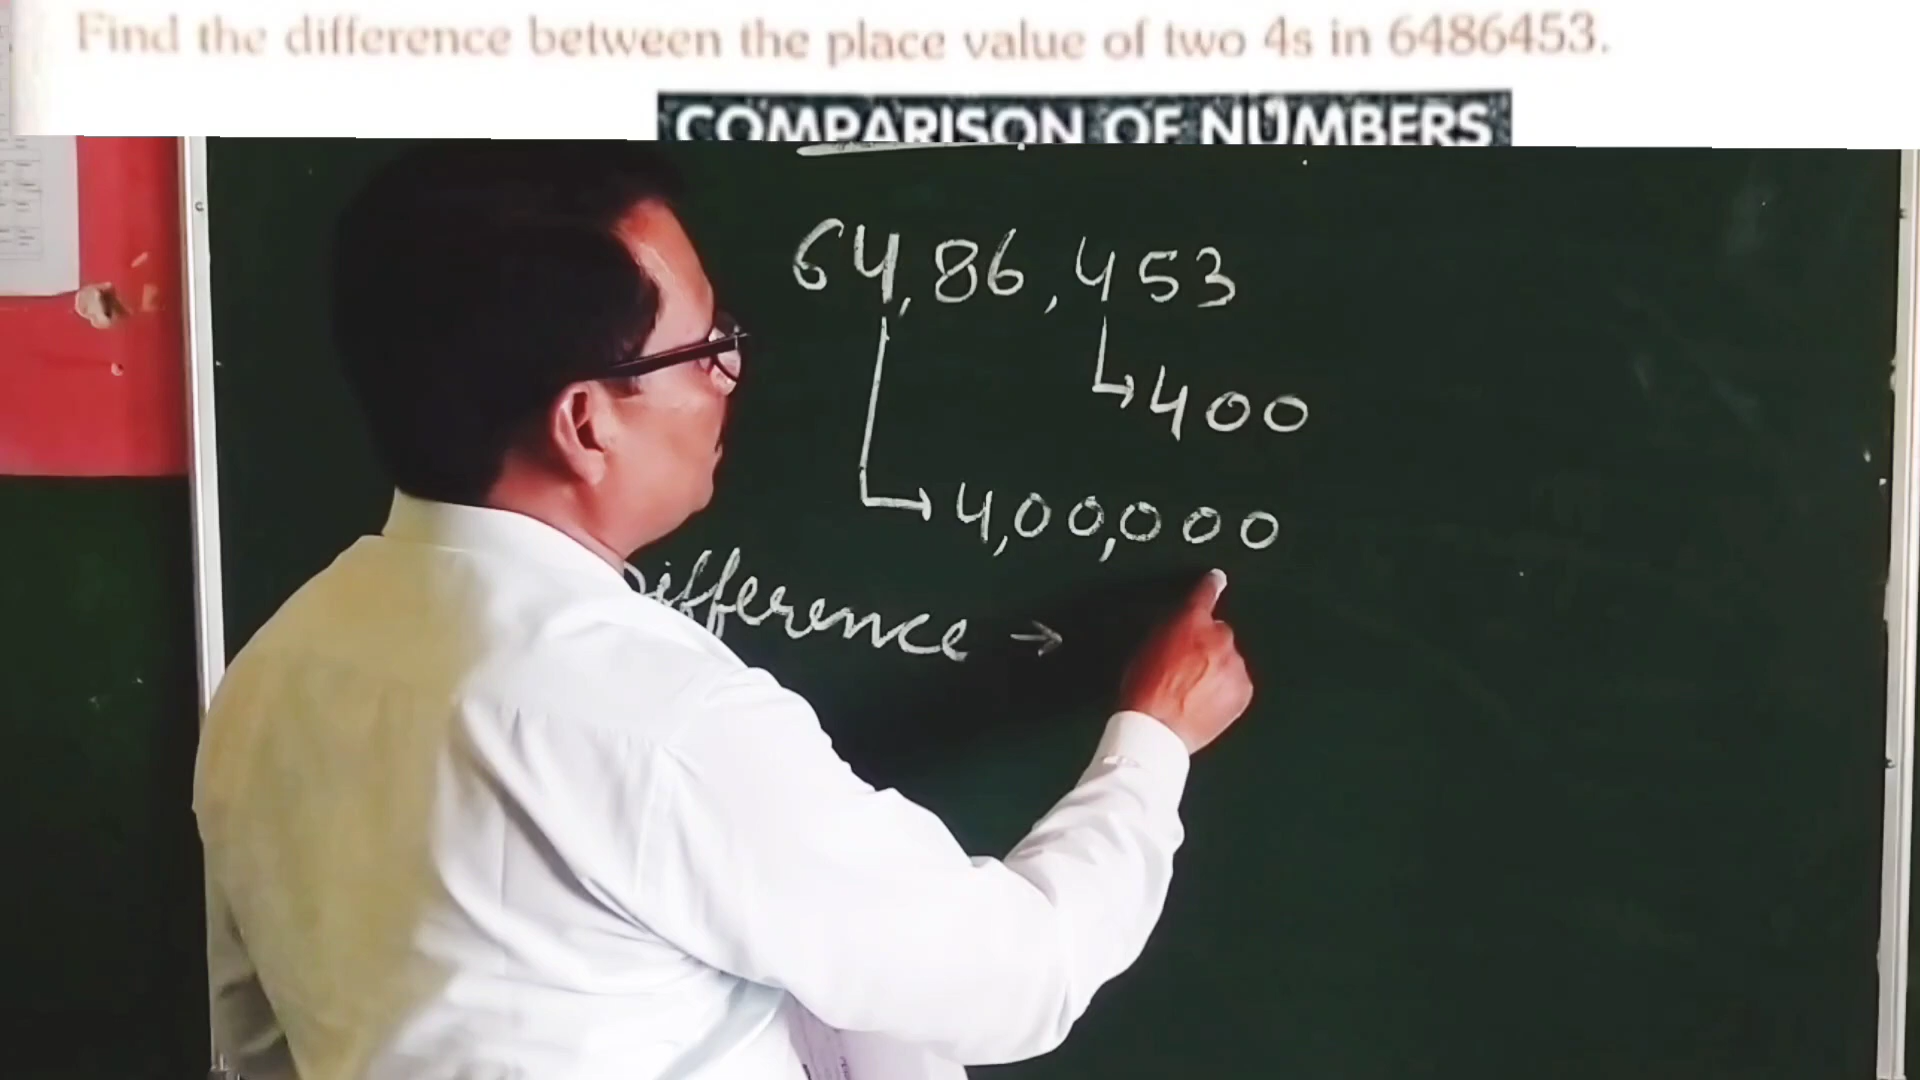 Find the difference between the place value of two 4s in 6486453.
COMPARISON OF NUMBERS
64,86,453
400
4,00,000
Difference →